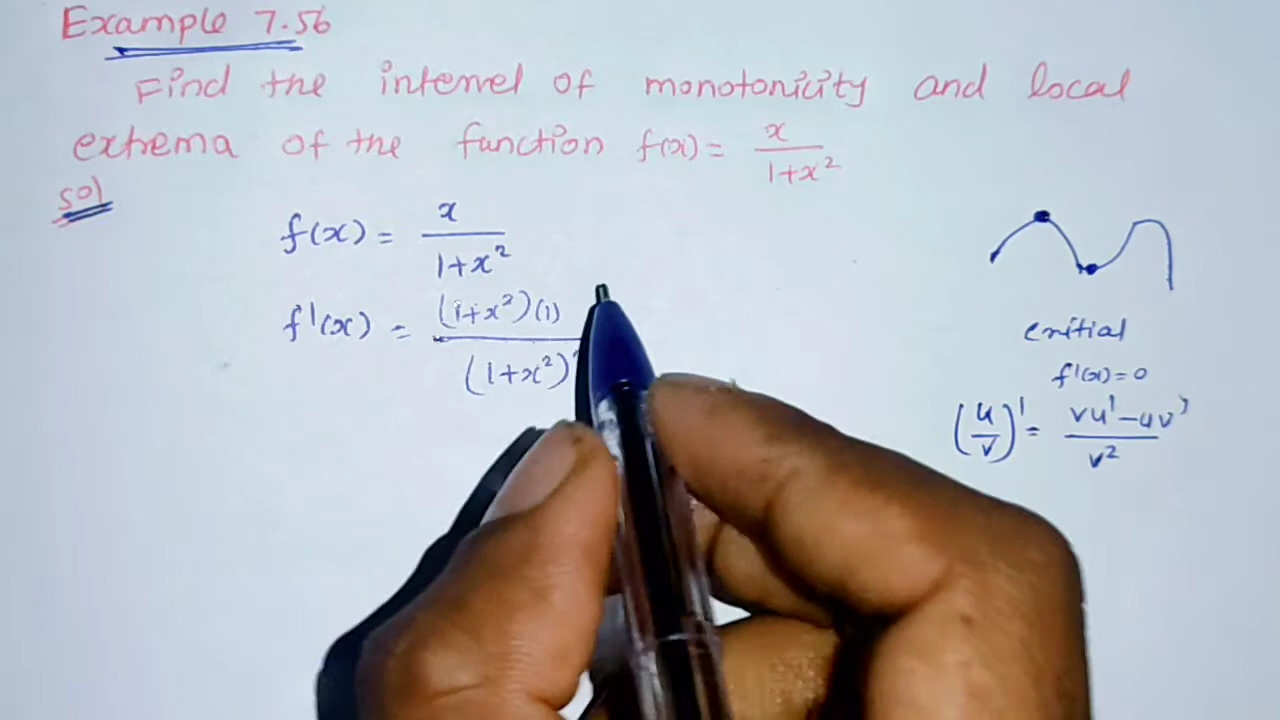 Example 7.56
Find the interrel of monotonicity and local
extrema of the function f(x) = x/(1+x²)
Sol
f(x) = x/(1+x²)
f'(x) = (1+x²)(1)/(1+x²)
critial
f'(x)=0
(u/v)' = (vu'-uv')/v²